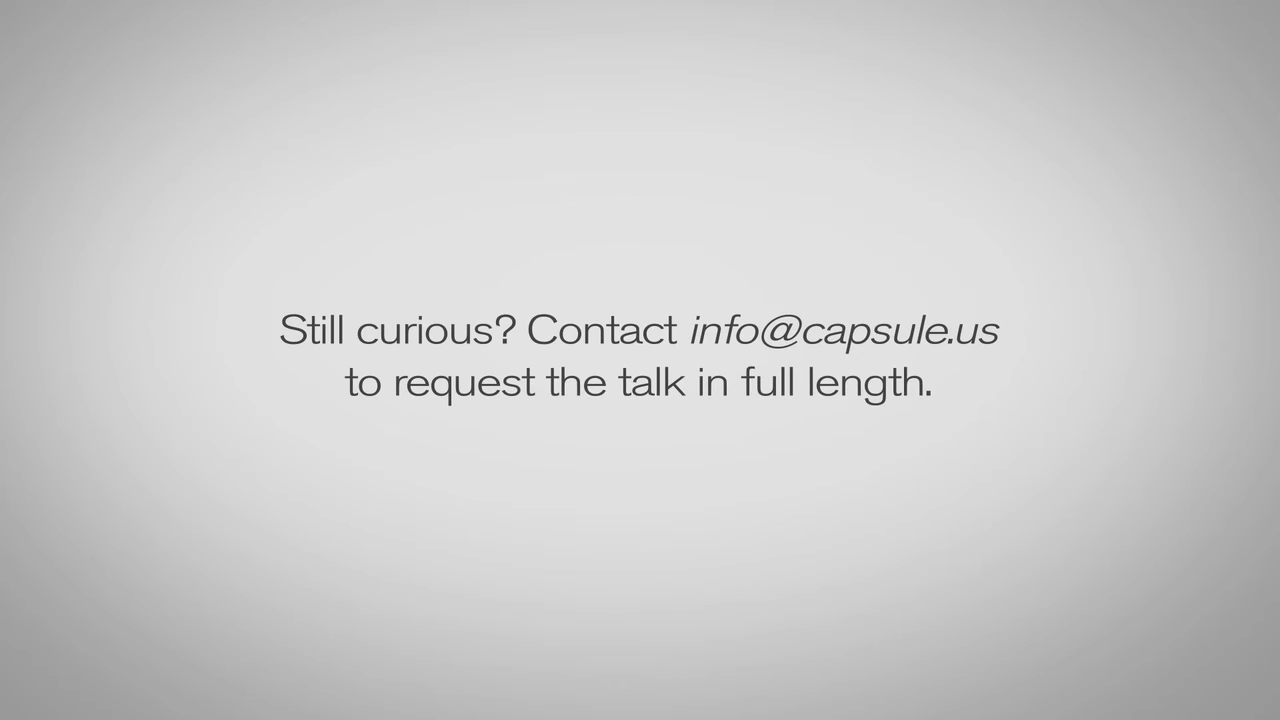 Still curious? Contact info@capsule.us
to request the talk in full length.